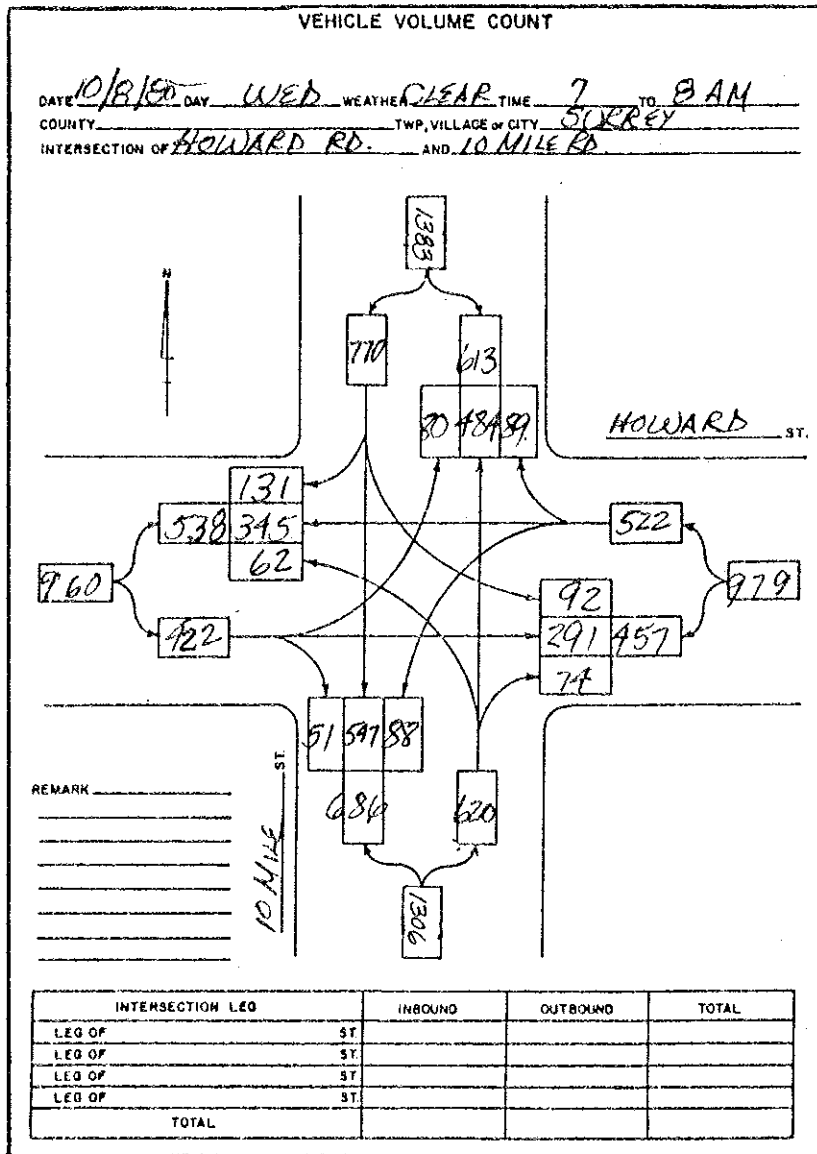 VEHICLE VOLUME COUNT
DATE 10/8/80 DAY WED WEATHER CLEAR TIME 7 TO 8 AM
COUNTY TWP, VILLAGE or CITY SURREY
INTERSECTION OF HOWARD RD. AND 10 MILE RD.
1383
N
770 613
80 484 89
HOWARD ST.
131
538 345 522
62
960 979
92
422 291 457
74
51 547 88
REMARK
686 620
10 MILE ST.
1306
INTERSECTION LEG INBOUND OUTBOUND TOTAL
LEG OF ST.
LEG OF ST.
LEG OF ST
LEG OF ST.
TOTAL